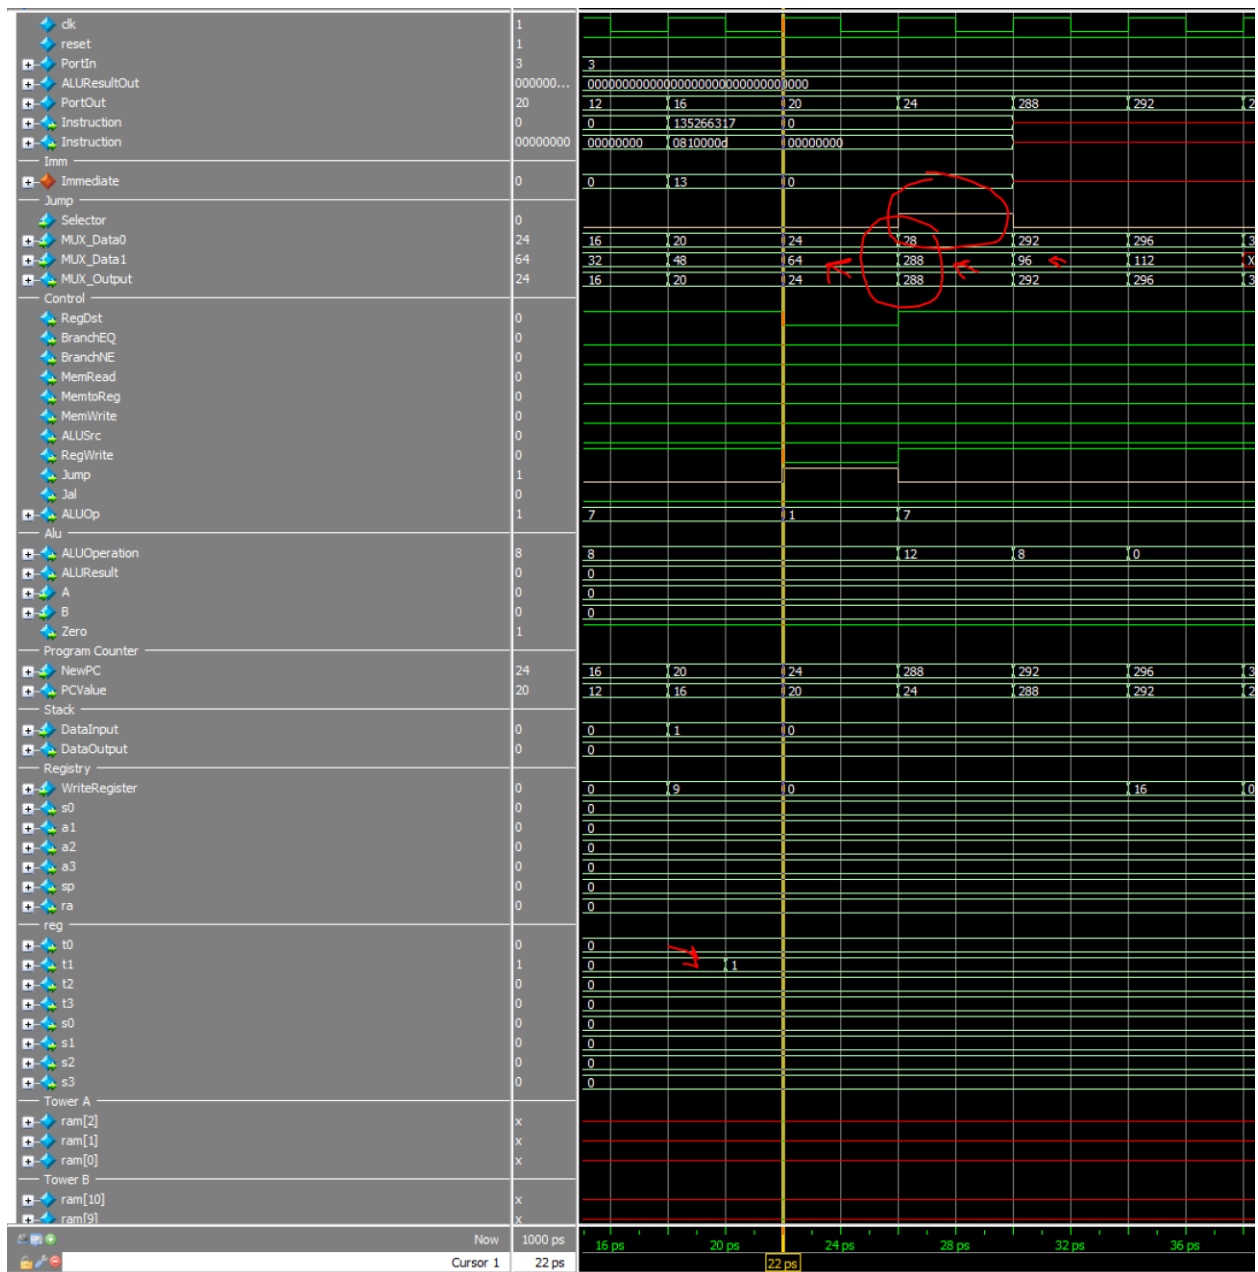 clk 1
reset 1
PortIn 3 3
ALUResultOut 000000... 00000000000000000000000000000000
PortOut 20 12 16 20 24 288 292 2
Instruction 0 0 135266317 0
Instruction 00000000 00000000 0810000d 00000000
Imm
Immediate 0 0 13 0
Jump
Selector 0
MUX_Data0 24 16 20 24 28 292 296 3
MUX_Data1 64 32 48 64 288 96 112 X
MUX_Output 24 16 20 24 288 292 296 3
Control
RegDst 0
BranchEQ 0
BranchNE 0
MemRead 0
MemtoReg 0
MemWrite 0
ALUSrc 0
RegWrite 0
Jump 1
Jal 0
ALUOp 1 7 1 7
Alu
ALUOperation 8 8 12 8 0
ALUResult 0 0
A 0 0
B 0 0
Zero 1
Program Counter
NewPC 24 16 20 24 288 292 296 3
PCValue 20 12 16 20 24 288 292 2
Stack
DataInput 0 0 1 0
DataOutput 0 0
Registry
WriteRegister 0 0 9 0 16 0
s0 0 0
a1 0 0
a2 0 0
a3 0 0
sp 0 0
ra 0 0
reg
t0 0 0
t1 1 0 1
t2 0 0
t3 0 0
s0 0 0
s1 0 0
s2 0 0
s3 0 0
Tower A
ram[2] x
ram[1] x
ram[0] x
Tower B
ram[10] x
ram[9] x
Now 1000 ps 16 ps 20 ps 24 ps 28 ps 32 ps 36 ps
Cursor 1 22 ps 22 ps